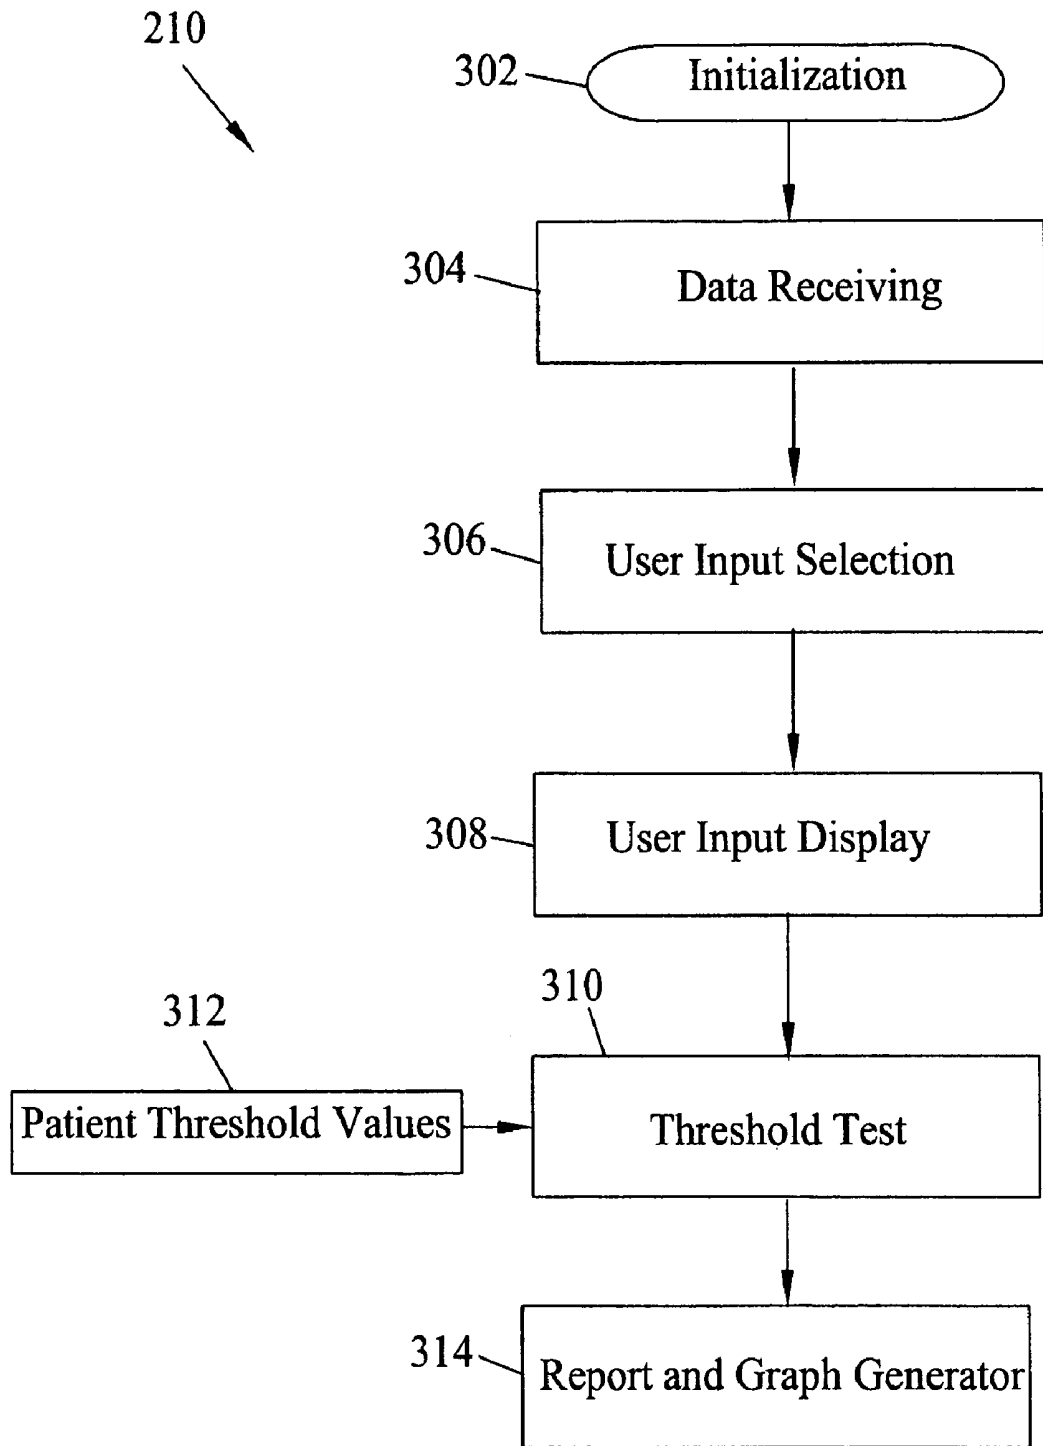 210
302
Initialization
304
Data Receiving
306
User Input Selection
308
User Input Display
310
312
Patient Threshold Values
Threshold Test
314
Report and Graph Generator